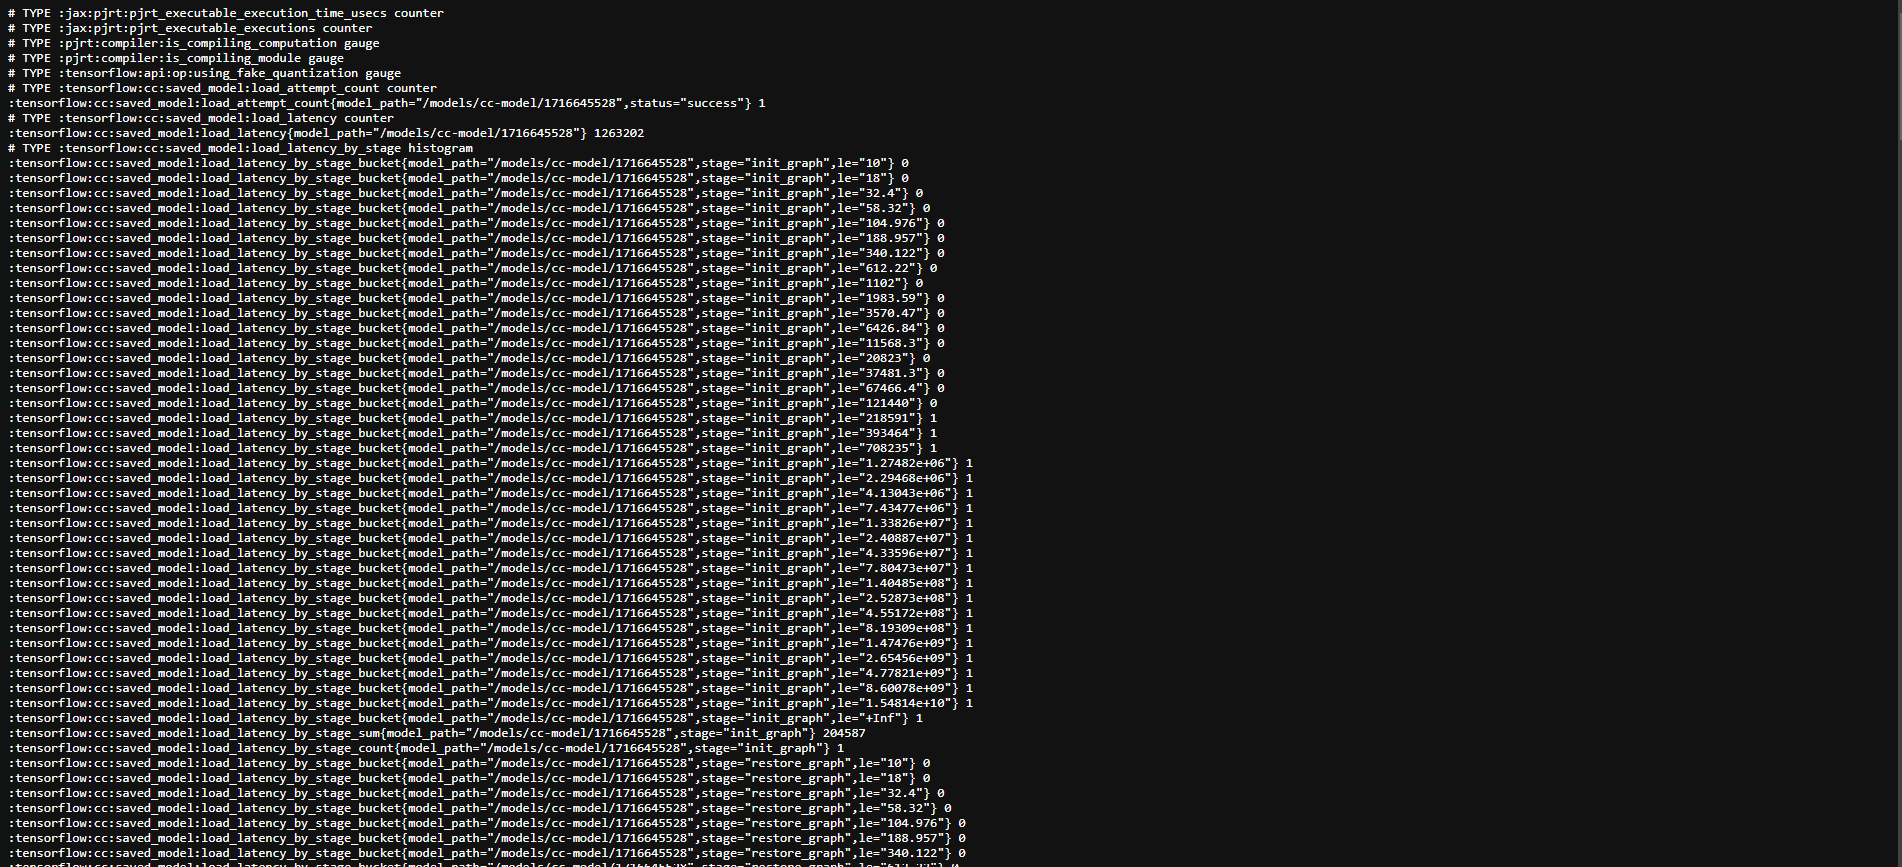 # TYPE :jax:pjrt:pjrt_executable_execution_time_usecs counter
# TYPE :jax:pjrt:pjrt_executable_executions counter
# TYPE :pjrt:compiler:is_compiling_computation gauge
# TYPE :pjrt:compiler:is_compiling_module gauge
# TYPE :tensorflow:api:op:using_fake_quantization gauge
# TYPE :tensorflow:cc:saved_model:load_attempt_count counter
:tensorflow:cc:saved_model:load_attempt_count{model_path="/models/cc-model/1716645528",status="success"} 1
# TYPE :tensorflow:cc:saved_model:load_latency counter
:tensorflow:cc:saved_model:load_latency{model_path="/models/cc-model/1716645528"} 1263202
# TYPE :tensorflow:cc:saved_model:load_latency_by_stage histogram
:tensorflow:cc:saved_model:load_latency_by_stage_bucket{model_path="/models/cc-model/1716645528",stage="init_graph",le="10"} 0
:tensorflow:cc:saved_model:load_latency_by_stage_bucket{model_path="/models/cc-model/1716645528",stage="init_graph",le="18"} 0
:tensorflow:cc:saved_model:load_latency_by_stage_bucket{model_path="/models/cc-model/1716645528",stage="init_graph",le="32.4"} 0
:tensorflow:cc:saved_model:load_latency_by_stage_bucket{model_path="/models/cc-model/1716645528",stage="init_graph",le="58.32"} 0
:tensorflow:cc:saved_model:load_latency_by_stage_bucket{model_path="/models/cc-model/1716645528",stage="init_graph",le="104.976"} 0
:tensorflow:cc:saved_model:load_latency_by_stage_bucket{model_path="/models/cc-model/1716645528",stage="init_graph",le="188.957"} 0
:tensorflow:cc:saved_model:load_latency_by_stage_bucket{model_path="/models/cc-model/1716645528",stage="init_graph",le="340.122"} 0
:tensorflow:cc:saved_model:load_latency_by_stage_bucket{model_path="/models/cc-model/1716645528",stage="init_graph",le="612.22"} 0
:tensorflow:cc:saved_model:load_latency_by_stage_bucket{model_path="/models/cc-model/1716645528",stage="init_graph",le="1102"} 0
:tensorflow:cc:saved_model:load_latency_by_stage_bucket{model_path="/models/cc-model/1716645528",stage="init_graph",le="1983.59"} 0
:tensorflow:cc:saved_model:load_latency_by_stage_bucket{model_path="/models/cc-model/1716645528",stage="init_graph",le="3570.47"} 0
:tensorflow:cc:saved_model:load_latency_by_stage_bucket{model_path="/models/cc-model/1716645528",stage="init_graph",le="6426.84"} 0
:tensorflow:cc:saved_model:load_latency_by_stage_bucket{model_path="/models/cc-model/1716645528",stage="init_graph",le="11568.3"} 0
:tensorflow:cc:saved_model:load_latency_by_stage_bucket{model_path="/models/cc-model/1716645528",stage="init_graph",le="20823"} 0
:tensorflow:cc:saved_model:load_latency_by_stage_bucket{model_path="/models/cc-model/1716645528",stage="init_graph",le="37481.3"} 0
:tensorflow:cc:saved_model:load_latency_by_stage_bucket{model_path="/models/cc-model/1716645528",stage="init_graph",le="67466.4"} 0
:tensorflow:cc:saved_model:load_latency_by_stage_bucket{model_path="/models/cc-model/1716645528",stage="init_graph",le="121440"} 0
:tensorflow:cc:saved_model:load_latency_by_stage_bucket{model_path="/models/cc-model/1716645528",stage="init_graph",le="218591"} 1
:tensorflow:cc:saved_model:load_latency_by_stage_bucket{model_path="/models/cc-model/1716645528",stage="init_graph",le="393464"} 1
:tensorflow:cc:saved_model:load_latency_by_stage_bucket{model_path="/models/cc-model/1716645528",stage="init_graph",le="708235"} 1
:tensorflow:cc:saved_model:load_latency_by_stage_bucket{model_path="/models/cc-model/1716645528",stage="init_graph",le="1.27482e+06"} 1
:tensorflow:cc:saved_model:load_latency_by_stage_bucket{model_path="/models/cc-model/1716645528",stage="init_graph",le="2.29468e+06"} 1
:tensorflow:cc:saved_model:load_latency_by_stage_bucket{model_path="/models/cc-model/1716645528",stage="init_graph",le="4.13043e+06"} 1
:tensorflow:cc:saved_model:load_latency_by_stage_bucket{model_path="/models/cc-model/1716645528",stage="init_graph",le="7.43477e+06"} 1
:tensorflow:cc:saved_model:load_latency_by_stage_bucket{model_path="/models/cc-model/1716645528",stage="init_graph",le="1.33826e+07"} 1
:tensorflow:cc:saved_model:load_latency_by_stage_bucket{model_path="/models/cc-model/1716645528",stage="init_graph",le="2.40887e+07"} 1
:tensorflow:cc:saved_model:load_latency_by_stage_bucket{model_path="/models/cc-model/1716645528",stage="init_graph",le="4.33596e+07"} 1
:tensorflow:cc:saved_model:load_latency_by_stage_bucket{model_path="/models/cc-model/1716645528",stage="init_graph",le="7.80473e+07"} 1
:tensorflow:cc:saved_model:load_latency_by_stage_bucket{model_path="/models/cc-model/1716645528",stage="init_graph",le="1.40485e+08"} 1
:tensorflow:cc:saved_model:load_latency_by_stage_bucket{model_path="/models/cc-model/1716645528",stage="init_graph",le="2.52873e+08"} 1
:tensorflow:cc:saved_model:load_latency_by_stage_bucket{model_path="/models/cc-model/1716645528",stage="init_graph",le="4.55172e+08"} 1
:tensorflow:cc:saved_model:load_latency_by_stage_bucket{model_path="/models/cc-model/1716645528",stage="init_graph",le="8.19309e+08"} 1
:tensorflow:cc:saved_model:load_latency_by_stage_bucket{model_path="/models/cc-model/1716645528",stage="init_graph",le="1.47476e+09"} 1
:tensorflow:cc:saved_model:load_latency_by_stage_bucket{model_path="/models/cc-model/1716645528",stage="init_graph",le="2.65456e+09"} 1
:tensorflow:cc:saved_model:load_latency_by_stage_bucket{model_path="/models/cc-model/1716645528",stage="init_graph",le="4.77821e+09"} 1
:tensorflow:cc:saved_model:load_latency_by_stage_bucket{model_path="/models/cc-model/1716645528",stage="init_graph",le="8.60078e+09"} 1
:tensorflow:cc:saved_model:load_latency_by_stage_bucket{model_path="/models/cc-model/1716645528",stage="init_graph",le="1.54814e+10"} 1
:tensorflow:cc:saved_model:load_latency_by_stage_bucket{model_path="/models/cc-model/1716645528",stage="init_graph",le="+Inf"} 1
:tensorflow:cc:saved_model:load_latency_by_stage_sum{model_path="/models/cc-model/1716645528",stage="init_graph"} 204587
:tensorflow:cc:saved_model:load_latency_by_stage_count{model_path="/models/cc-model/1716645528",stage="init_graph"} 1
:tensorflow:cc:saved_model:load_latency_by_stage_bucket{model_path="/models/cc-model/1716645528",stage="restore_graph",le="10"} 0
:tensorflow:cc:saved_model:load_latency_by_stage_bucket{model_path="/models/cc-model/1716645528",stage="restore_graph",le="18"} 0
:tensorflow:cc:saved_model:load_latency_by_stage_bucket{model_path="/models/cc-model/1716645528",stage="restore_graph",le="32.4"} 0
:tensorflow:cc:saved_model:load_latency_by_stage_bucket{model_path="/models/cc-model/1716645528",stage="restore_graph",le="58.32"} 0
:tensorflow:cc:saved_model:load_latency_by_stage_bucket{model_path="/models/cc-model/1716645528",stage="restore_graph",le="104.976"} 0
:tensorflow:cc:saved_model:load_latency_by_stage_bucket{model_path="/models/cc-model/1716645528",stage="restore_graph",le="188.957"} 0
:tensorflow:cc:saved_model:load_latency_by_stage_bucket{model_path="/models/cc-model/1716645528",stage="restore_graph",le="340.122"} 0